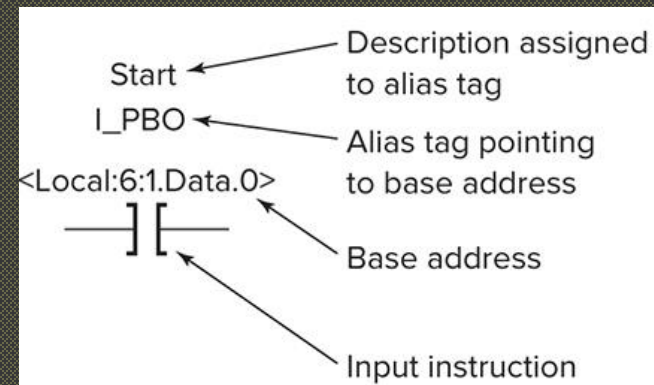 Start
I_PBO
<Local:6:1.Data.0>
Description assigned
to alias tag
Alias tag pointing
to base address
Base address
Input instruction